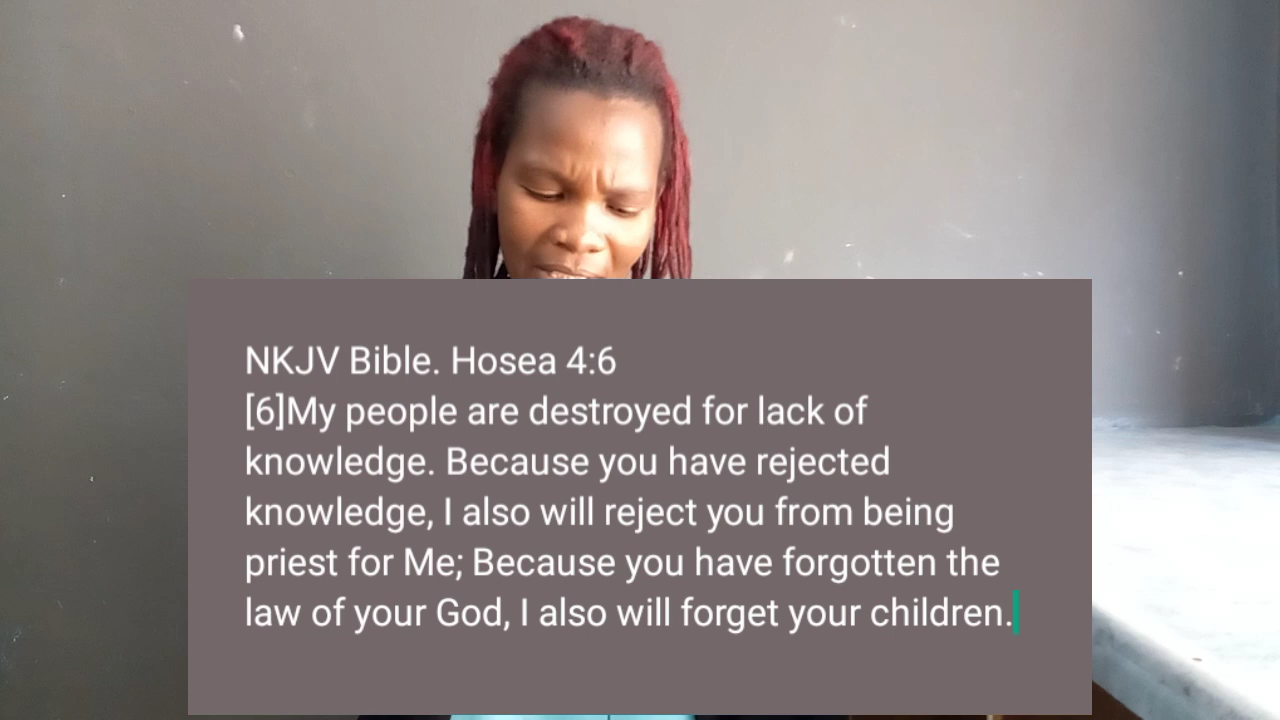 NKJV Bible. Hosea 4:6
[6]My people are destroyed for lack of
knowledge. Because you have rejected
knowledge, I also will reject you from being
priest for Me; Because you have forgotten the
law of your God, I also will forget your children.